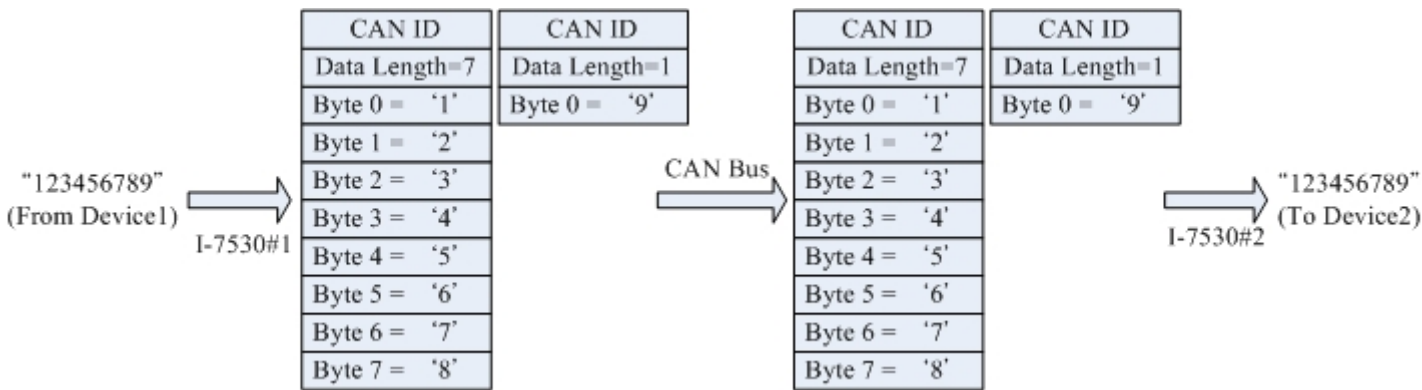 "123456789"
(From Device1)
I-7530#1
CAN ID
Data Length=7
Byte 0 = '1'
Byte 1 = '2'
Byte 2 = '3'
Byte 3 = '4'
Byte 4 = '5'
Byte 5 = '6'
Byte 6 = '7'
Byte 7 = '8'
CAN ID
Data Length=1
Byte 0 = '9'
CAN Bus
CAN ID
Data Length=7
Byte 0 = '1'
Byte 1 = '2'
Byte 2 = '3'
Byte 3 = '4'
Byte 4 = '5'
Byte 5 = '6'
Byte 6 = '7'
Byte 7 = '8'
CAN ID
Data Length=1
Byte 0 = '9'
I-7530#2
"123456789"
(To Device2)